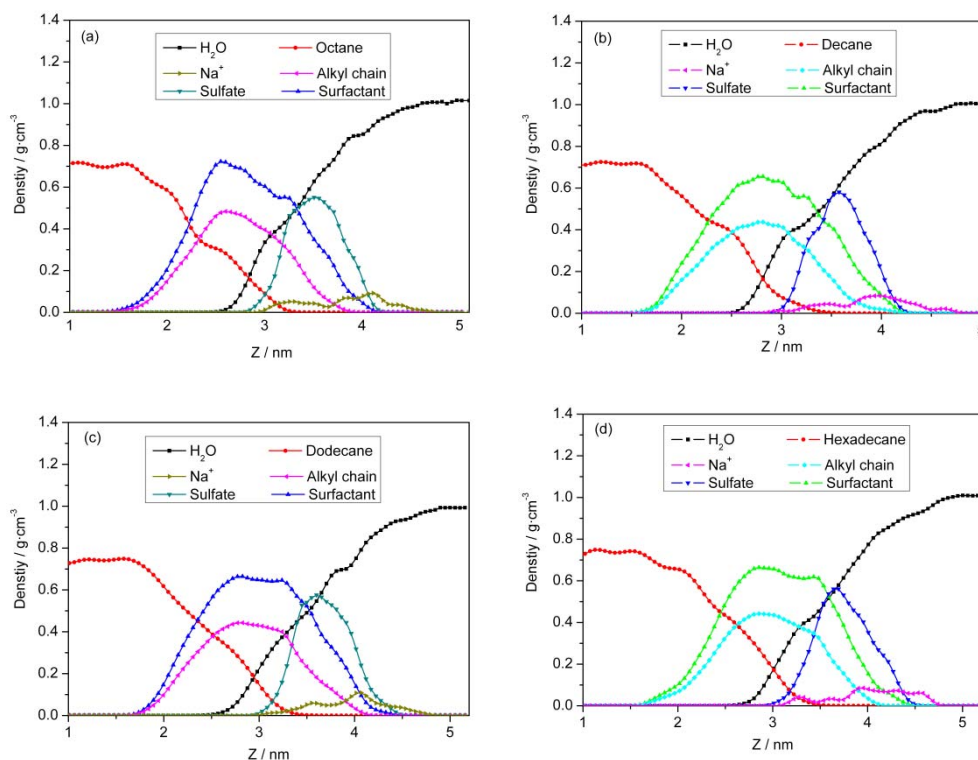 (a)
H₂O Octane
Na⁺ Alkyl chain
Sulfate Surfactant
Denstiy / g·cm⁻³
1.4
1.2
1.0
0.8
0.6
0.4
0.2
0.0
1 2 3 4 5
Z / nm
(b)
H₂O Decane
Na⁺ Alkyl chain
Sulfate Surfactant
Denstiy / g·cm⁻³
1.4
1.2
1.0
0.8
0.6
0.4
0.2
0.0
1 2 3 4 5
Z / nm
(c)
H₂O Dodecane
Na⁺ Alkyl chain
Sulfate Surfactant
Denstiy / g·cm⁻³
1.4
1.2
1.0
0.8
0.6
0.4
0.2
0.0
1 2 3 4 5
Z / nm
(d)
H₂O Hexadecane
Na⁺ Alkyl chain
Sulfate Surfactant
Denstiy / g·cm⁻³
1.4
1.2
1.0
0.8
0.6
0.4
0.2
0.0
1 2 3 4 5
Z / nm